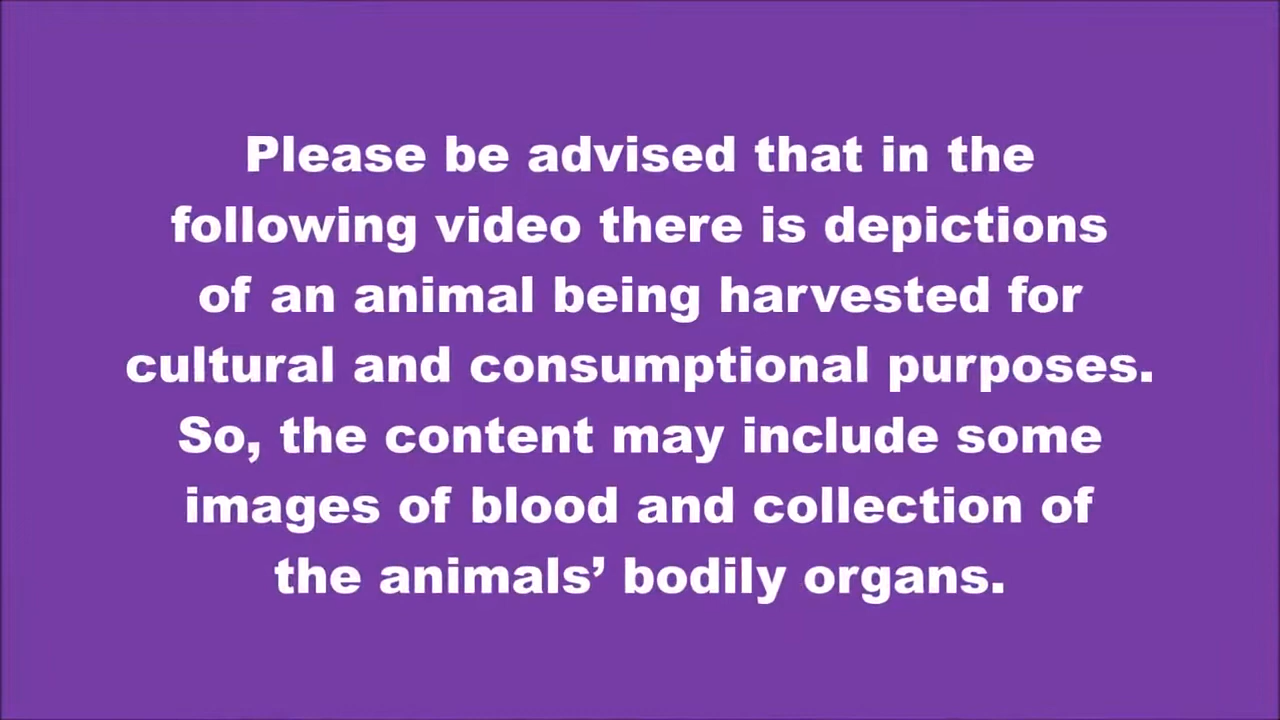 Please be advised that in the
following video there is depictions
of an animal being harvested for
cultural and consumptional purposes.
So, the content may include some
images of blood and collection of
the animals’ bodily organs.